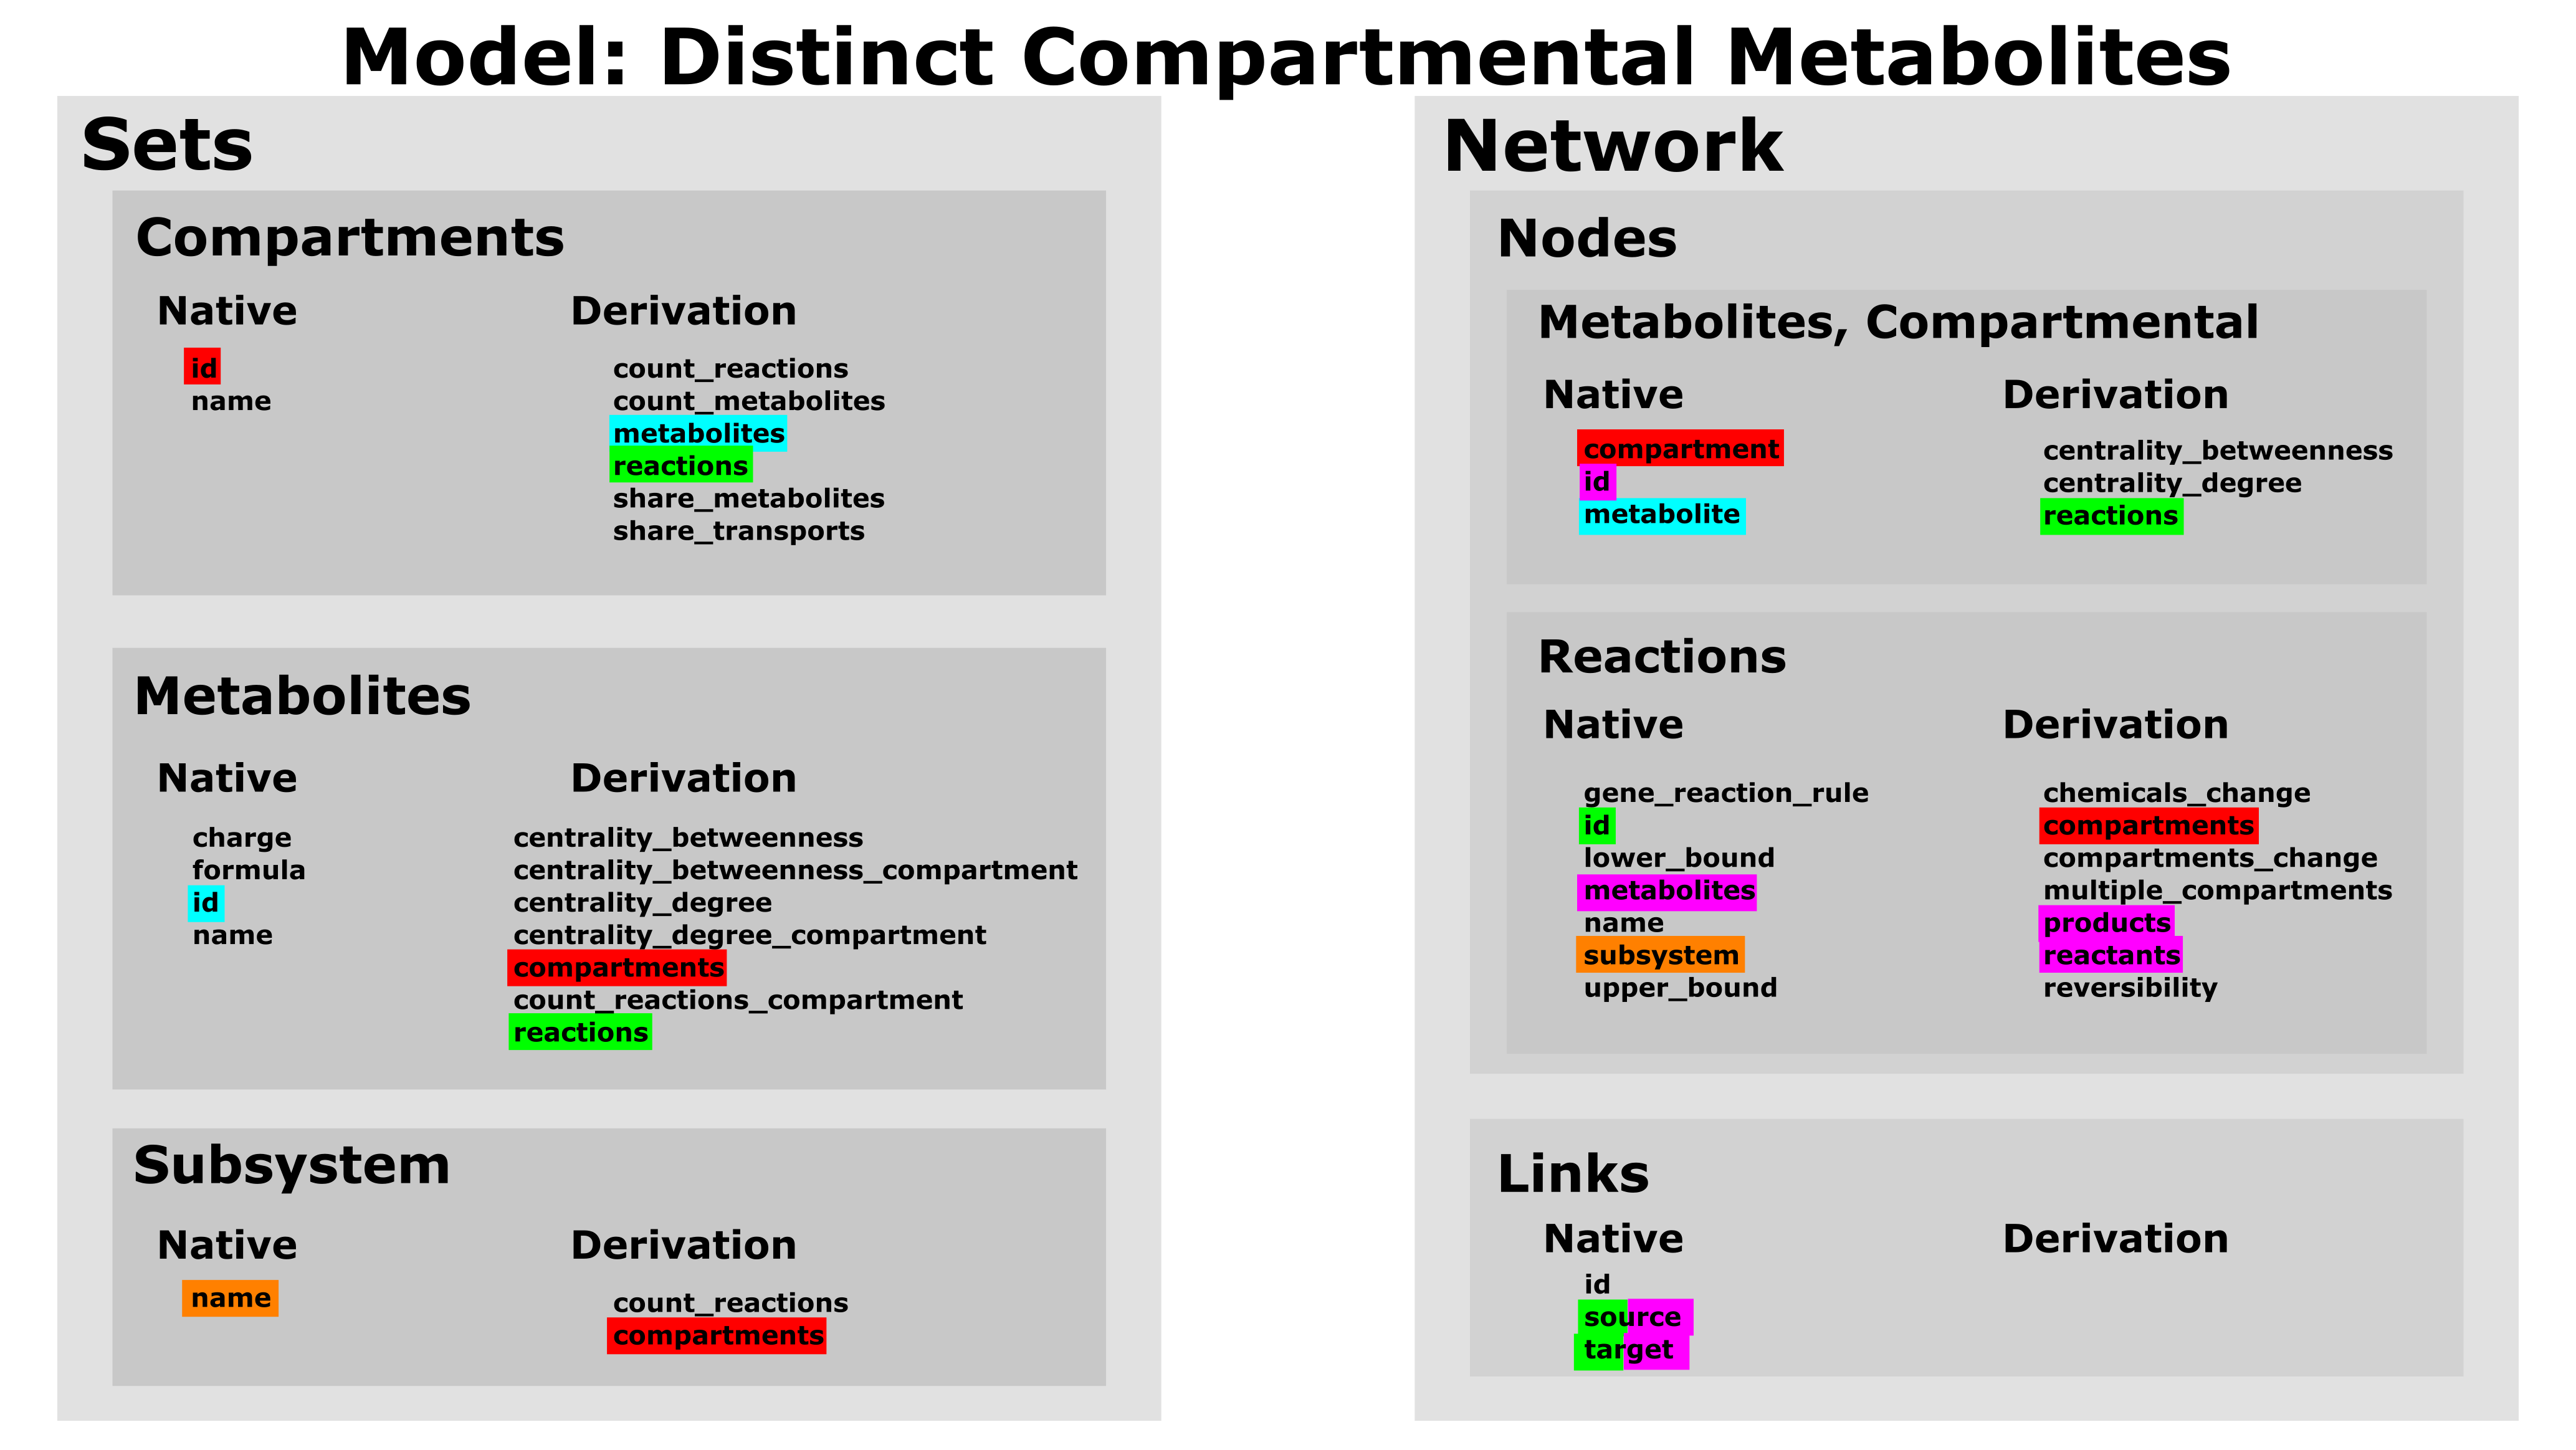 Model: Distinct Compartmental Metabolites
Sets
Compartments
Native
id
name
Derivation
count_reactions
count_metabolites
metabolites
reactions
share_metabolites
share_transports
Metabolites
Native
charge
formula
id
name
Derivation
centrality_betweenness
centrality_betweenness_compartment
centrality_degree
centrality_degree_compartment
compartments
count_reactions_compartment
reactions
Subsystem
Native
name
Derivation
count_reactions
compartments
Network
Nodes
Metabolites, Compartmental
Native
compartment
id
metabolite
Derivation
centrality_betweenness
centrality_degree
reactions
Reactions
Native
gene_reaction_rule
id
lower_bound
metabolites
name
subsystem
upper_bound
Derivation
chemicals_change
compartments
compartments_change
multiple_compartments
products
reactants
reversibility
Links
Native
id
source
target
Derivation